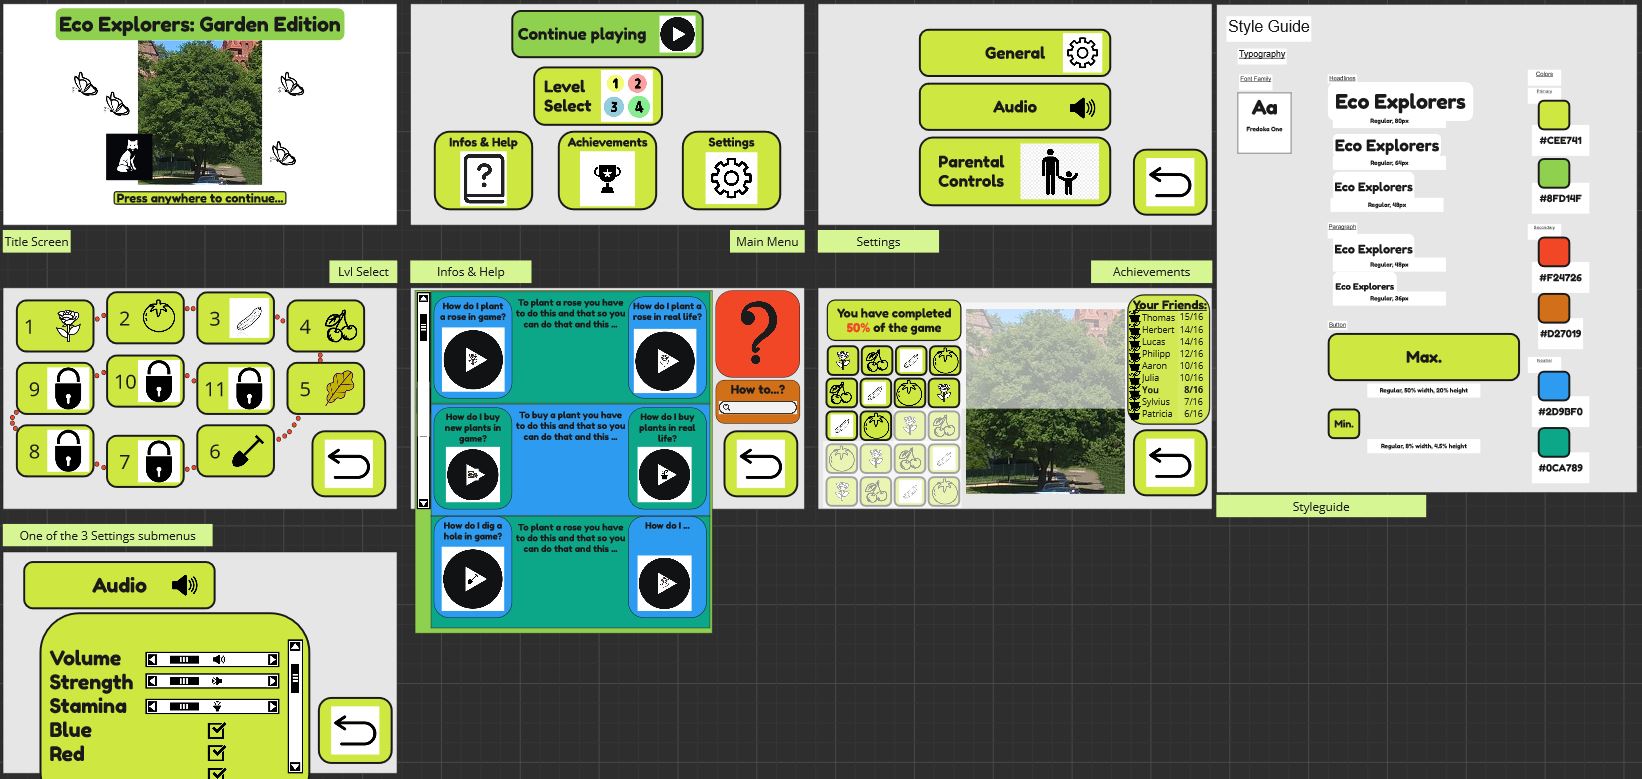 Eco Explorers: Garden Edition
Press anywhere to continue...
Title Screen
Continue playing
Level
Select
1 2
3 4
Infos & Help
Achievements
Settings
Main Menu
General
Audio
Parental
Controls
Settings
Style Guide
Typography
Font Family
Aa
Fredoka One
Headlines
Eco Explorers
Regular, 80px
Eco Explorers
Regular, 64px
Eco Explorers
Regular, 48px
Paragraph
Eco Explorers
Regular, 48px
Eco Explorers
Regular, 36px
Button
Max.
Regular, 50% width, 20% height
Min.
Regular, 8% width, 4.5% height
Colors
Primary
#CEE741
#8FD14F
Secondary
#F24726
#D27019
Neutral
#2D9BF0
#0CA789
Styleguide
Lvl Select
1
2
3
4
9
10
11
5
8
7
6
Infos & Help
How do I plant
a rose in game?
To plant a rose you have
to do this and that so you
can do that and this ...
How do I plant a
rose in real life?
How do I buy
new plants in
game?
To buy a plant you have
to do this and that so you
can do that and this ...
How do I buy
plants in real
life?
How do I dig a
hole in game?
To plant a rose you have
to do this and that so you
can do that and this ...
How do I ...
?
How to...?
Achievements
You have completed
50% of the game
Your Friends:
Thomas 15/16
Herbert 14/16
Lucas 14/16
Philipp 12/16
Aaron 10/16
Julia 10/16
You 8/16
Sylvius 7/16
Patricia 6/16
One of the 3 Settings submenus
Audio
Volume
Strength
Stamina
Blue
Red